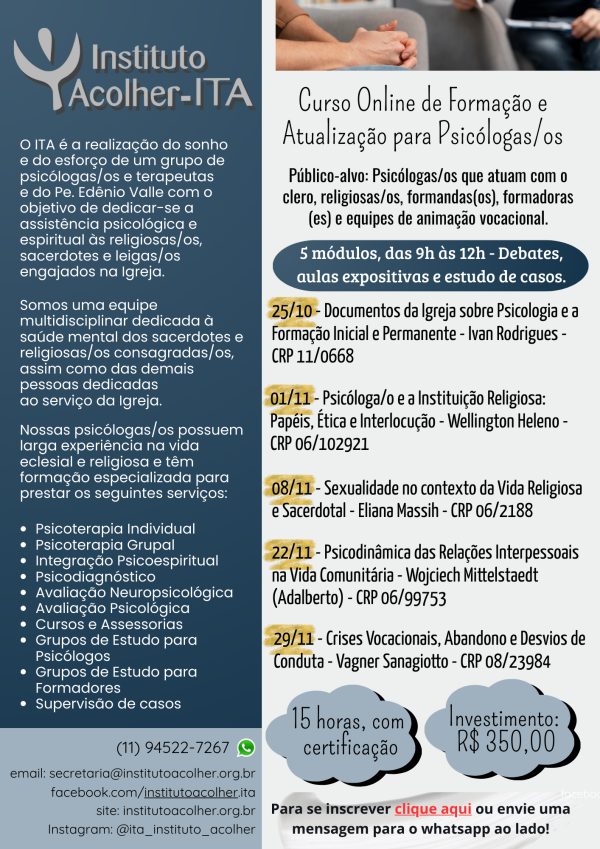 Instituto
Acolher-ITA
O ITA é a realização do sonho
e do esforço de um grupo de
psicólogas/os e terapeutas
e do Pe. Edênio Valle com o
objetivo de dedicar-se a
assistência psicológica e
espiritual às religiosas/os,
sacerdotes e leigas/os
engajados na Igreja.
Somos uma equipe
multidisciplinar dedicada à
saúde mental dos sacerdotes e
religiosas/os consagradas/os,
assim como das demais
pessoas dedicadas
ao serviço da Igreja.
Nossas psicólogas/os possuem
larga experiência na vida
eclesial e religiosa e têm
formação especializada para
prestar os seguintes serviços:
• Psicoterapia Individual
• Psicoterapia Grupal
• Integração Psicoespiritual
• Psicodiagnóstico
• Avaliação Neuropsicológica
• Avaliação Psicológica
• Cursos e Assessorias
• Grupos de Estudo para
Psicólogos
• Grupos de Estudo para
Formadores
• Supervisão de casos
(11) 94522-7267
email: secretaria@institutoacolher.org.br
facebook.com/institutoacolher.ita
site: institutoacolher.org.br
Instagram: @ita_instituto_acolher
Curso Online de Formação e
Atualização para Psicólogas/os
Público-alvo: Psicólogas/os que atuam com o
clero, religiosas/os, formandas(os), formadoras
(es) e equipes de animação vocacional.
5 módulos, das 9h às 12h - Debates,
aulas expositivas e estudo de casos.
25/10 - Documentos da Igreja sobre Psicologia e a
Formação Inicial e Permanente - Ivan Rodrigues -
CRP 11/0668
01/11 - Psicóloga/o e a Instituição Religiosa:
Papéis, Ética e Interlocução - Wellington Heleno -
CRP 06/102921
08/11 - Sexualidade no contexto da Vida Religiosa
e Sacerdotal - Eliana Massih - CRP 06/2188
22/11 - Psicodinâmica das Relações Interpessoais
na Vida Comunitária - Wojciech Mittelstaedt
(Adalberto) - CRP 06/99753
29/11 - Crises Vocacionais, Abandono e Desvios de
Conduta - Vagner Sanagiotto - CRP 08/23984
15 horas, com
certificação
Investimento:
R$ 350,00
Para se inscrever clique aqui ou envie uma
mensagem para o whatsapp ao lado!